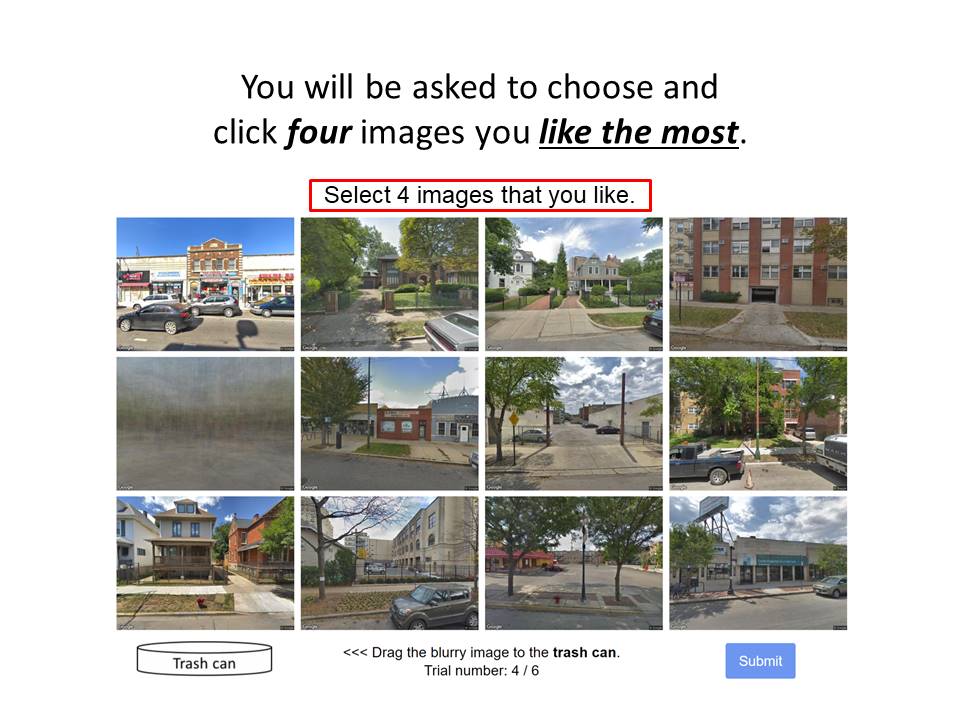 You will be asked to choose and
click four images you like the most.
Select 4 images that you like.
Trash can
<<< Drag the blurry image to the trash can.
Trial number: 4 / 6
Submit